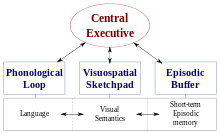 Central
Executive
Phonological
Loop
Visuospatial
Sketchpad
Episodic
Buffer
Language
Visual
Semantics
Short-term
Episodic
memory